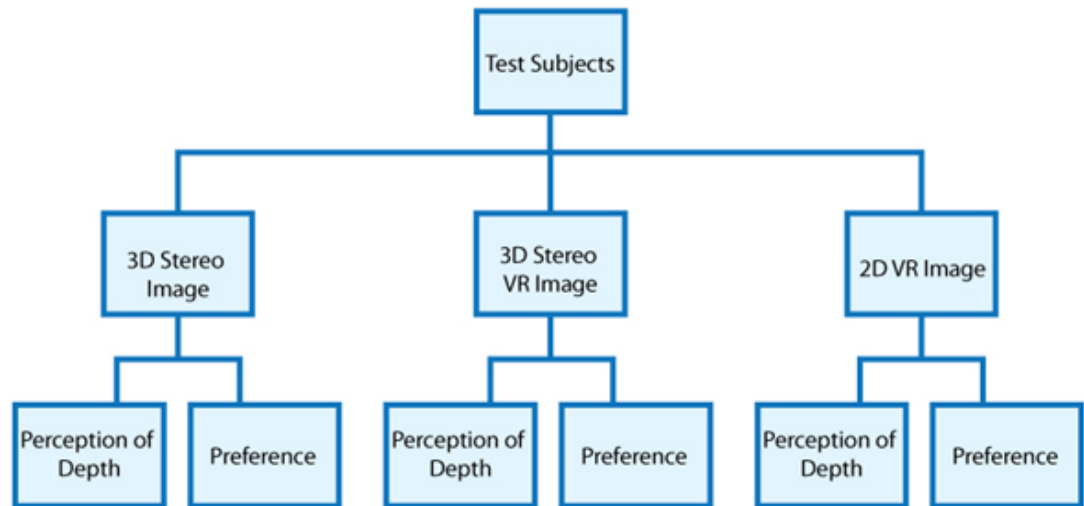 Test Subjects
3D Stereo
Image
3D Stereo
VR Image
2D VR Image
Perception of
Depth
Preference
Perception of
Depth
Preference
Perception of
Depth
Preference